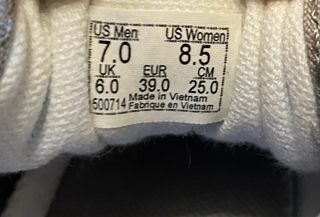 US Men US Women
7.0 8.5
UK EUR CM
6.0 39.0 25.0
500714 Made in Vietnam
Fabrique en Vietnam